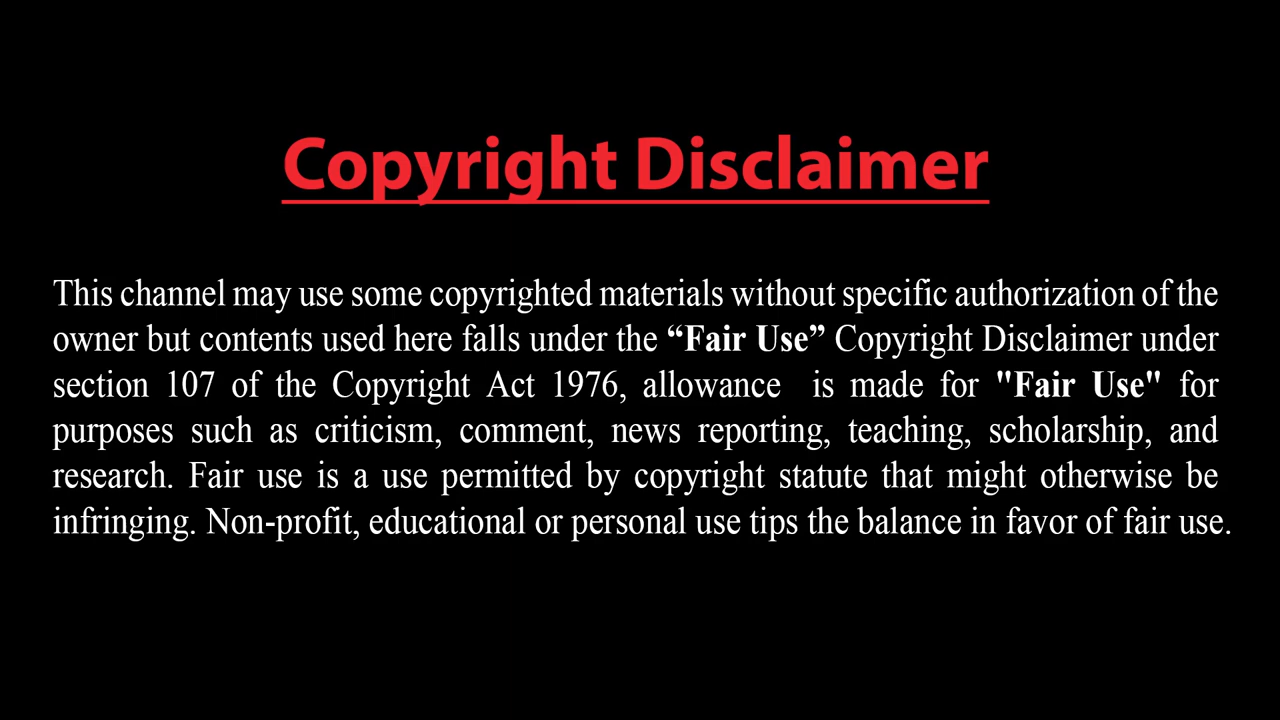 Copyright Disclaimer
This channel may use some copyrighted materials without specific authorization of the
owner but contents used here falls under the “Fair Use” Copyright Disclaimer under
section 107 of the Copyright Act 1976, allowance  is made for "Fair Use" for
purposes such as criticism, comment, news reporting, teaching, scholarship, and
research. Fair use is a use permitted by copyright statute that might otherwise be
infringing. Non-profit, educational or personal use tips the balance in favor of fair use.